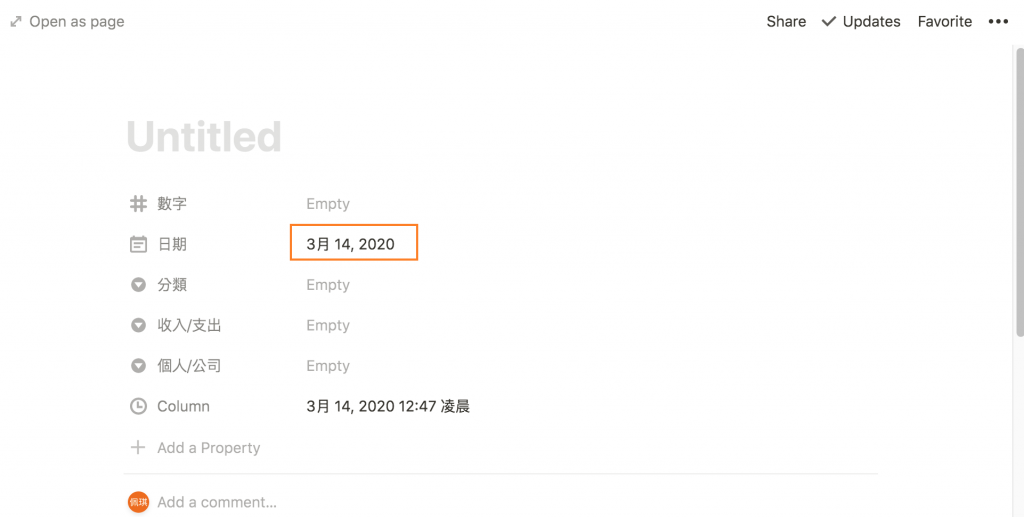 Open as page Share Updates Favorite
Untitled
數字 Empty
日期 3月 14, 2020
分類 Empty
收入/支出 Empty
個人/公司 Empty
Column 3月 14, 2020 12:47 凌晨
Add a Property
佩琪 Add a comment...